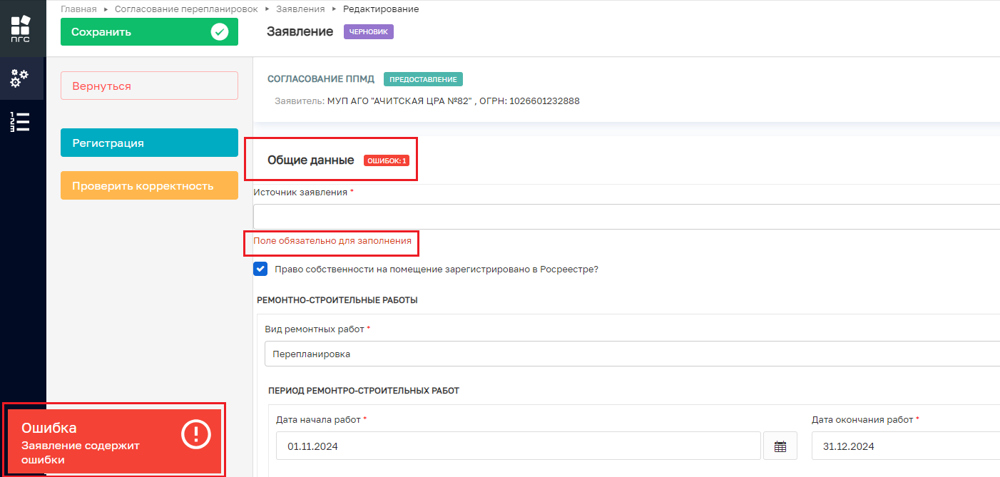 Главная ▸ Согласование перепланировок ▸ Заявления ▸ Редактирование
пгс
Сохранить
Заявление ЧЕРНОВИК
Вернуться
СОГЛАСОВАНИЕ ППМД ПРЕДОСТАВЛЕНИЕ
Заявитель: МУП АГО "АЧИТСКАЯ ЦРА №82" , ОГРН: 1026601232888
Регистрация
Проверить корректность
Общие данные ОШИБОК: 1
Источник заявления *
Поле обязательно для заполнения
Право собственности на помещение зарегистрировано в Росреестре?
РЕМОНТНО-СТРОИТЕЛЬНЫЕ РАБОТЫ
Вид ремонтных работ *
Перепланировка
ПЕРИОД РЕМОНТРО-СТРОИТЕЛЬНЫХ РАБОТ
Дата начала работ * Дата окончания работ *
01.11.2024 31.12.2024
Ошибка
Заявление содержит
ошибки